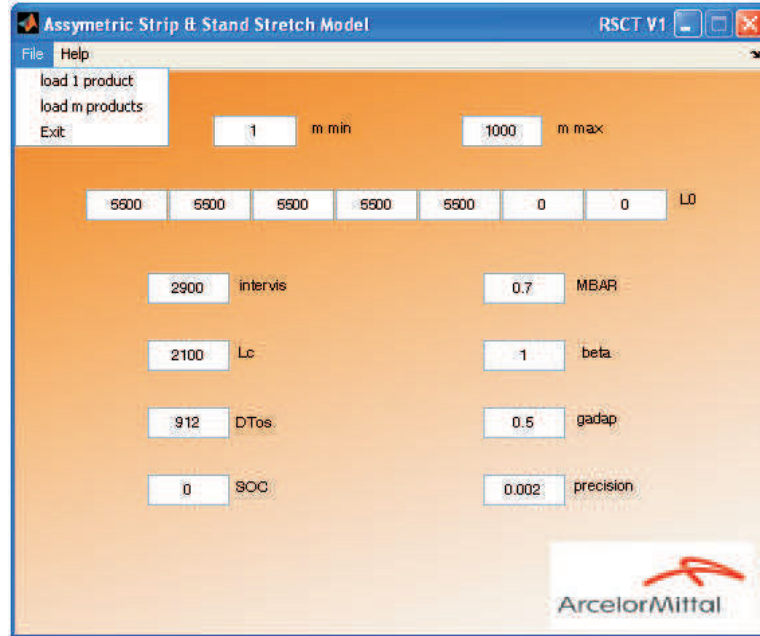 Assymetric Strip & Stand Stretch Model RSCT V1
File Help
load 1 product
load m products
Exit
1 m min 1000 m max
5500 5500 5500 5500 5500 0 0 L0
2900 intervis 0.7 MBAR
2100 Lc 1 beta
912 DTos 0.5 gadap
0 SOC 0.002 precision
ArcelorMittal